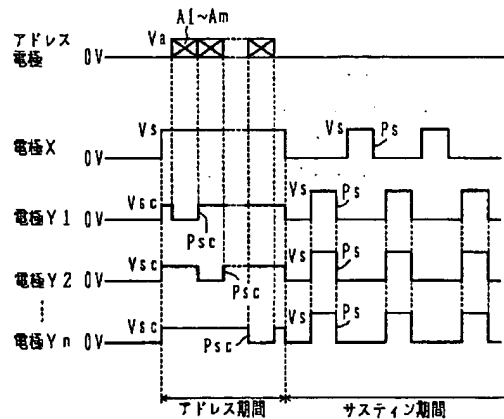 A1~Am
アドレス電極 0V Va
電極X 0V Vs Vs Ps
電極Y1 0V Vsc Psc Vs Ps
電極Y2 0V Vsc Psc Vs Ps
電極Yn 0V Vsc Psc Vs Ps
アドレス期間 サスティン期間